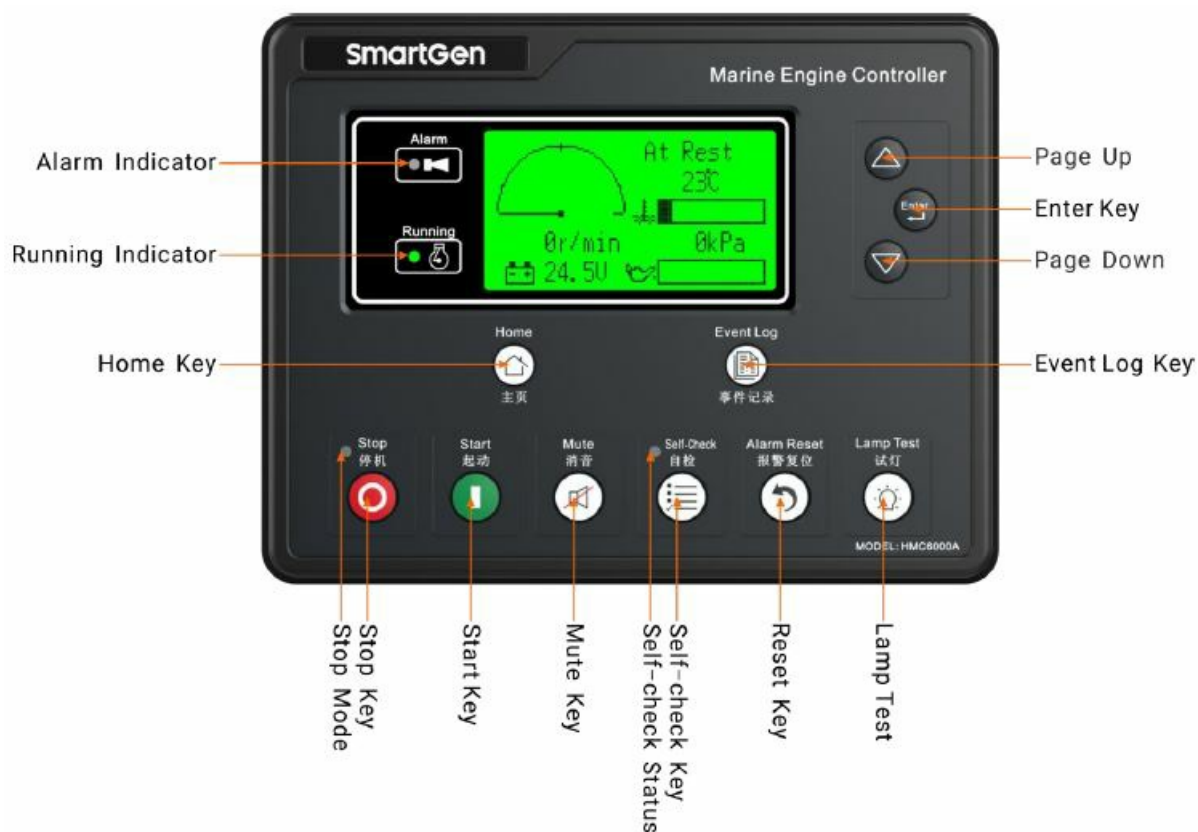 SmartGen
Marine Engine Controller
Alarm
Alarm Indicator
At Rest
23℃
Page Up
Enter
Enter Key
Running
Running Indicator
0r/min
0kPa
24.5V
Page Down
Home
Event Log
Home Key
Event Log Key
主页
事件记录
Stop
停机
Start
起动
Mute
消音
Self-Check
自检
Alarm Reset
报警复位
Lamp Test
试灯
MODEL: HMC6000A
Stop Mode
Stop Key
Start Key
Mute Key
Self-check Status
Self-check Key
Reset Key
Lamp Test